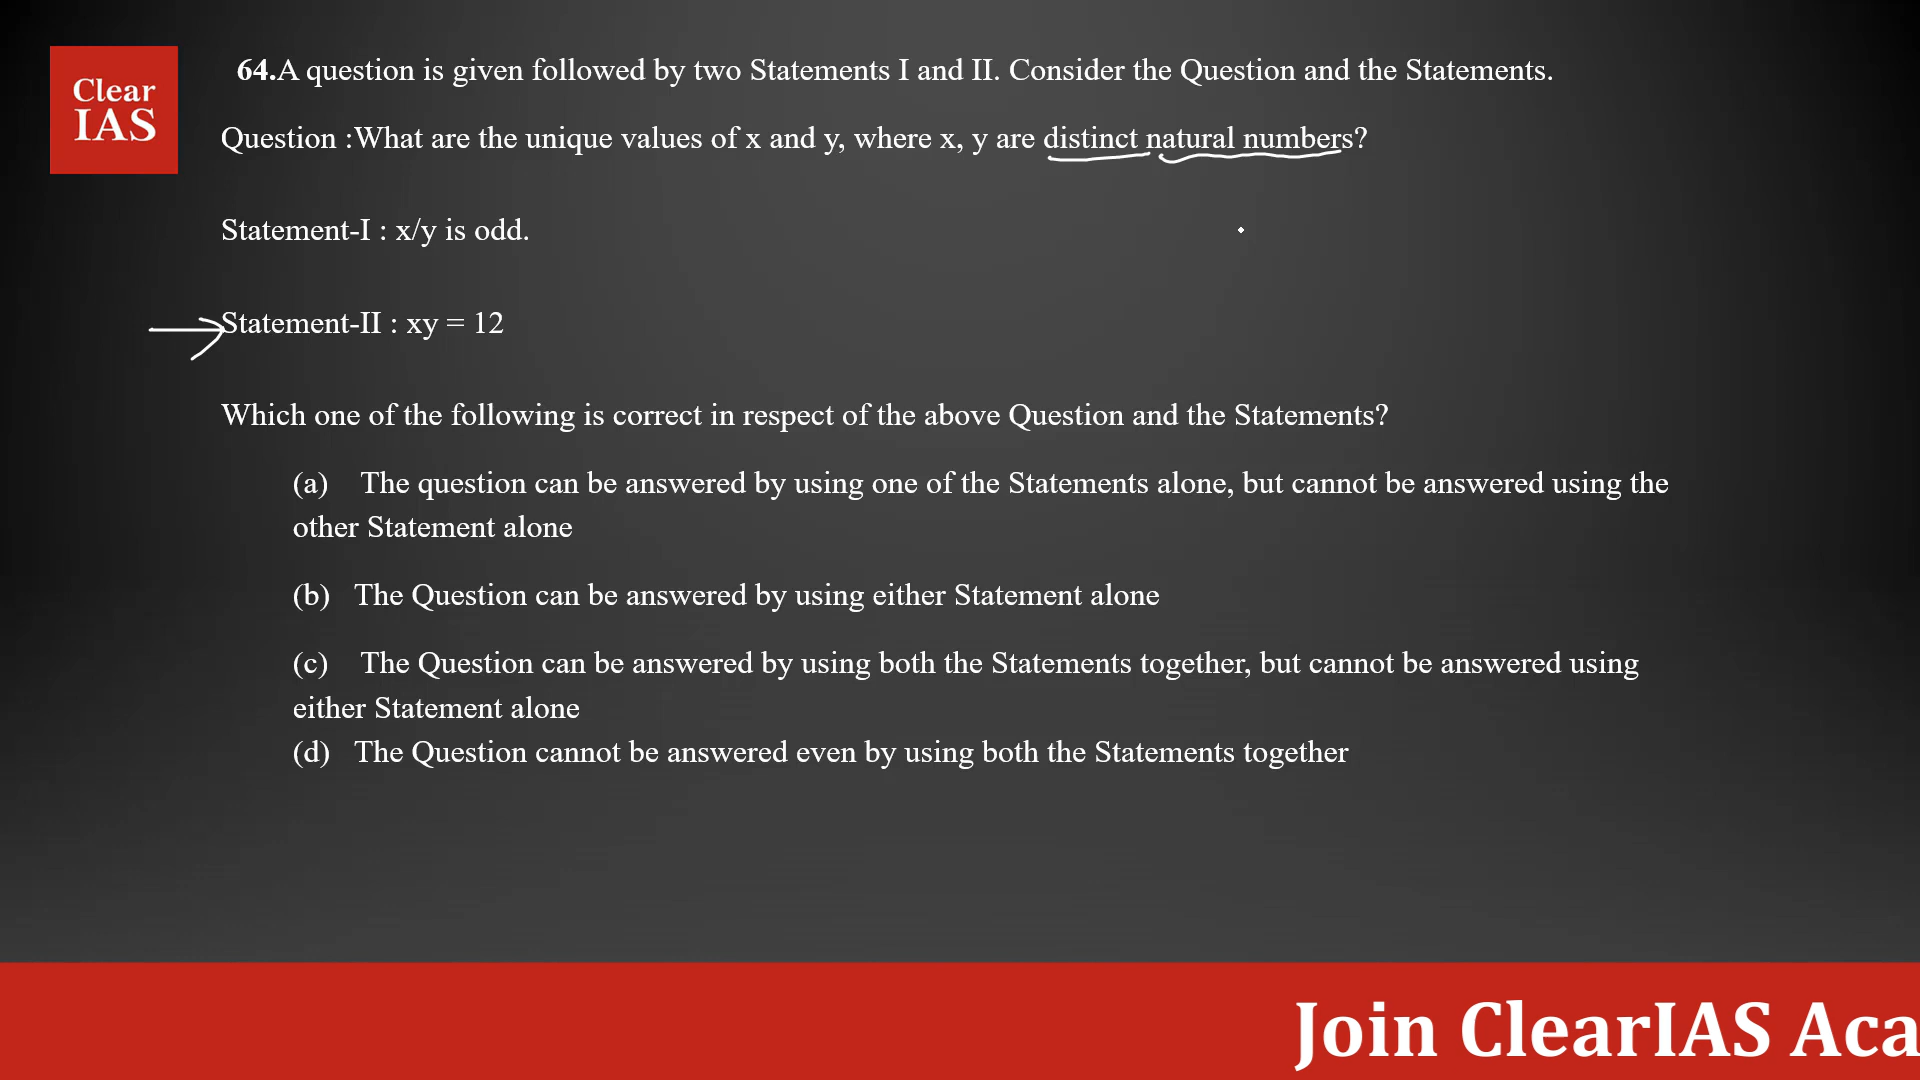 Clear
IAS
64.A question is given followed by two Statements I and II. Consider the Question and the Statements.
Question :What are the unique values of x and y, where x, y are distinct natural numbers?
Statement-I : x/y is odd.
Statement-II : xy = 12
Which one of the following is correct in respect of the above Question and the Statements?
(a) The question can be answered by using one of the Statements alone, but cannot be answered using the
other Statement alone
(b) The Question can be answered by using either Statement alone
(c) The Question can be answered by using both the Statements together, but cannot be answered using
either Statement alone
(d) The Question cannot be answered even by using both the Statements together
Join ClearIAS Aca